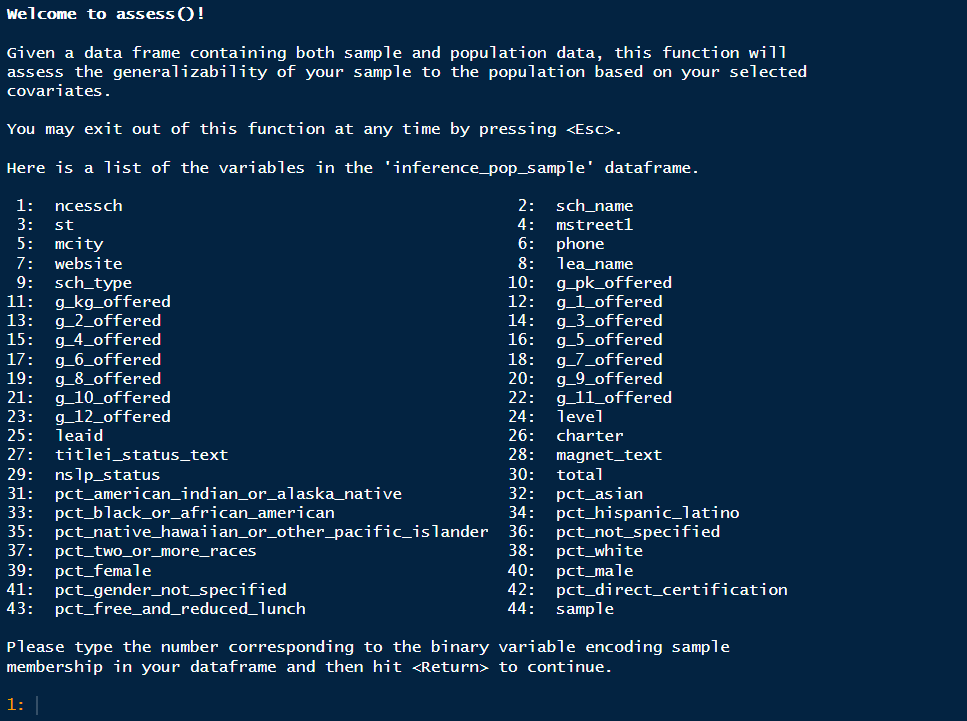 Welcome to assess()!
Given a data frame containing both sample and population data, this function will
assess the generalizability of your sample to the population based on your selected
covariates.
You may exit out of this function at any time by pressing <Esc>.
Here is a list of the variables in the 'inference_pop_sample' dataframe.
1: ncessch 2: sch_name
3: st 4: mstreet1
5: mcity 6: phone
7: website 8: lea_name
9: sch_type 10: g_pk_offered
11: g_kg_offered 12: g_1_offered
13: g_2_offered 14: g_3_offered
15: g_4_offered 16: g_5_offered
17: g_6_offered 18: g_7_offered
19: g_8_offered 20: g_9_offered
21: g_10_offered 22: g_11_offered
23: g_12_offered 24: level
25: leaid 26: charter
27: titlei_status_text 28: magnet_text
29: nslp_status 30: total
31: pct_american_indian_or_alaska_native 32: pct_asian
33: pct_black_or_african_american 34: pct_hispanic_latino
35: pct_native_hawaiian_or_other_pacific_islander 36: pct_not_specified
37: pct_two_or_more_races 38: pct_white
39: pct_female 40: pct_male
41: pct_gender_not_specified 42: pct_direct_certification
43: pct_free_and_reduced_lunch 44: sample
Please type the number corresponding to the binary variable encoding sample
membership in your dataframe and then hit <Return> to continue.
1: